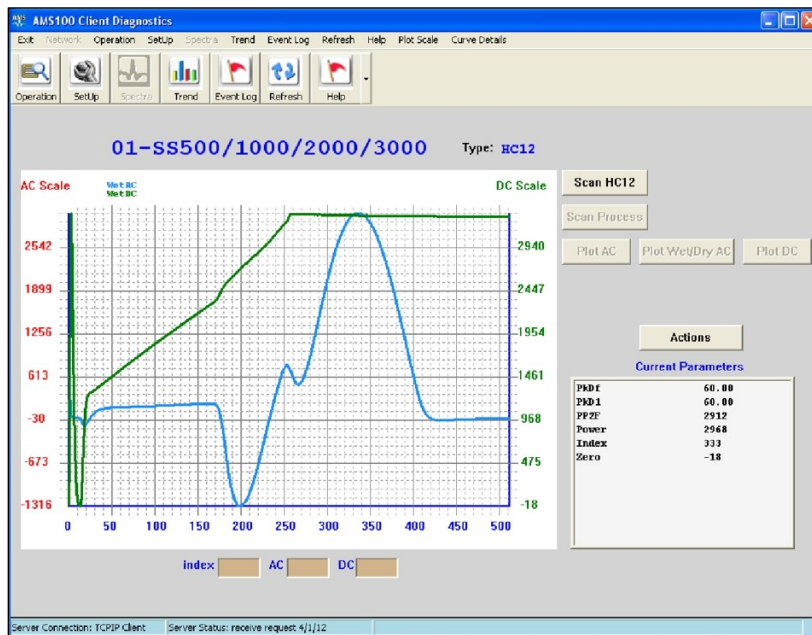 AMS100 Client Diagnostics
Exit Network Operation SetUp Spectra Trend Event Log Refresh Help Plot Scale Curve Details
Operation SetUp Spectra Trend Event Log Refresh Help
01-SS500/1000/2000/3000 Type: HC12
AC Scale Wet AC DC Scale
Wet DC
Scan HC12
Scan Process
Plot AC Plot Wet/Dry AC Plot DC
2542 2940
1899 2447
1256 1954
613 1461
-30 968
-673 475
-1316 -18
0 50 100 150 200 250 300 350 400 450 500
Actions
Current Parameters
PkDf 60.00
PkD1 60.00
PP2F 2912
Power 2968
Index 333
Zero -18
index AC DC
Server Connection: TCPIP Client Server Status: receive request 4/1/12